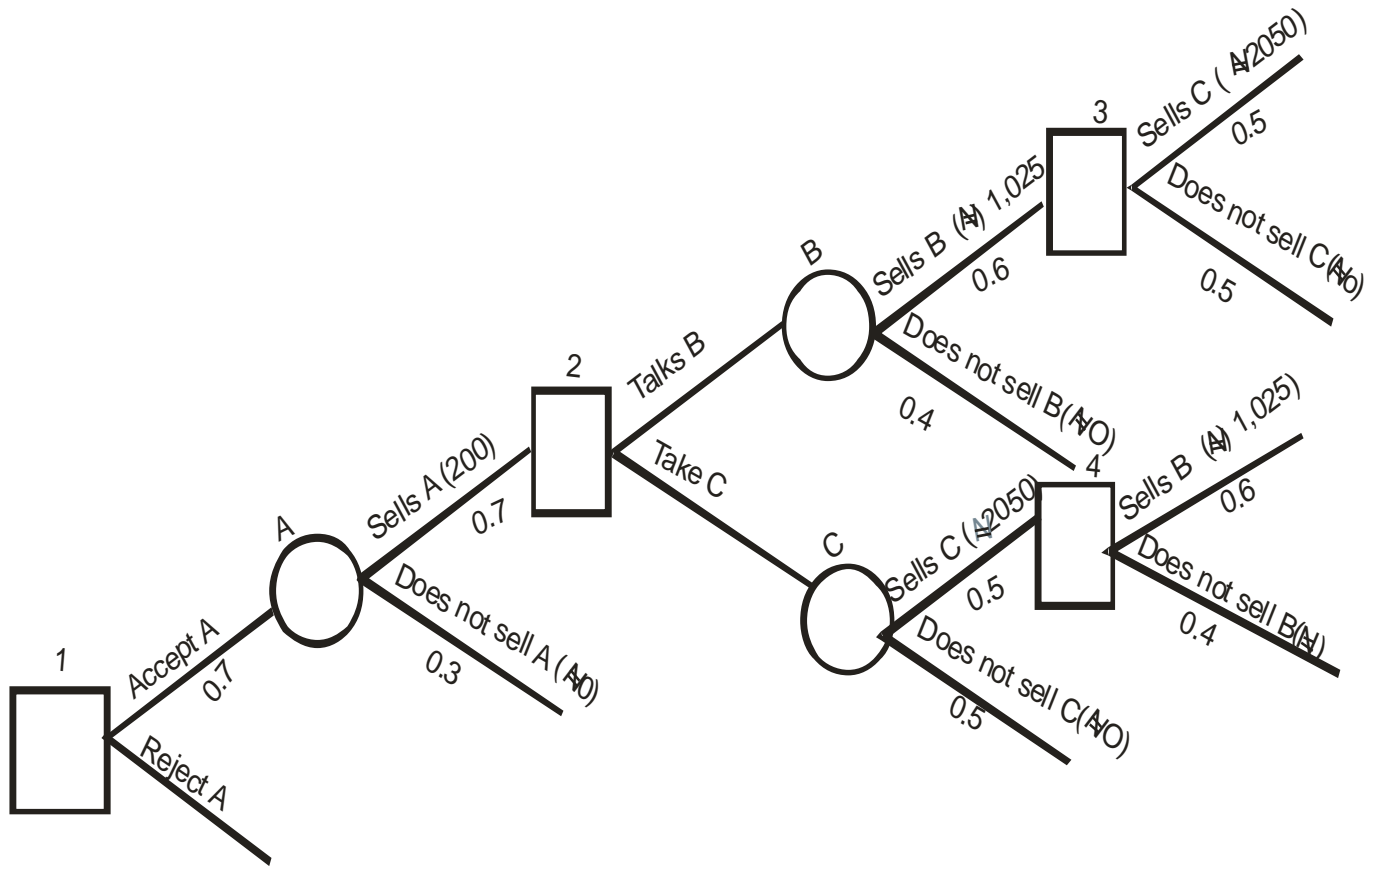 Sells C ( ₦2050)
3
0.5
Does not sell C(₦o)
0.5
Sells B (₦) 1,025
0.6
B
Does not sell B(₦O)
0.4
Talks B
2
Take C
4
Sells B (₦) 1,025)
0.6
Does not sell B(₦)
0.4
Sells C (₦2050)
0.5
C
Does not sell C(₦O)
0.5
Sells A (200)
0.7
A
Does not sell A (₦0)
0.3
Accept A
0.7
1
Reject A